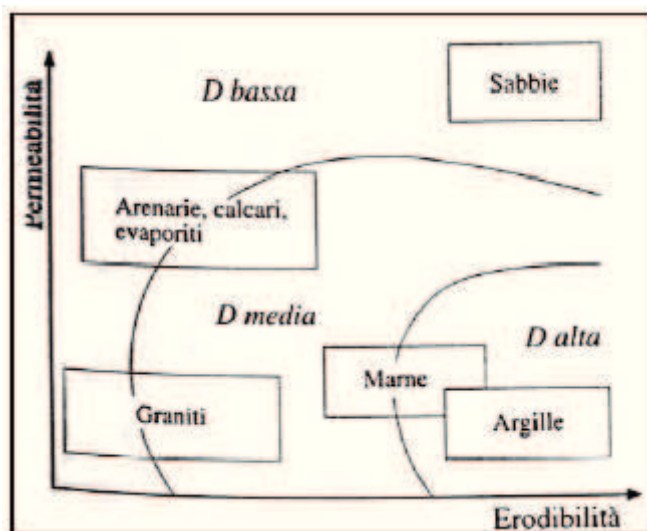 Permeabilità
D bassa
Sabbie
Arenarie, calcari,
evaporiti
D media
D alta
Marne
Graniti
Argille
Erodibilità